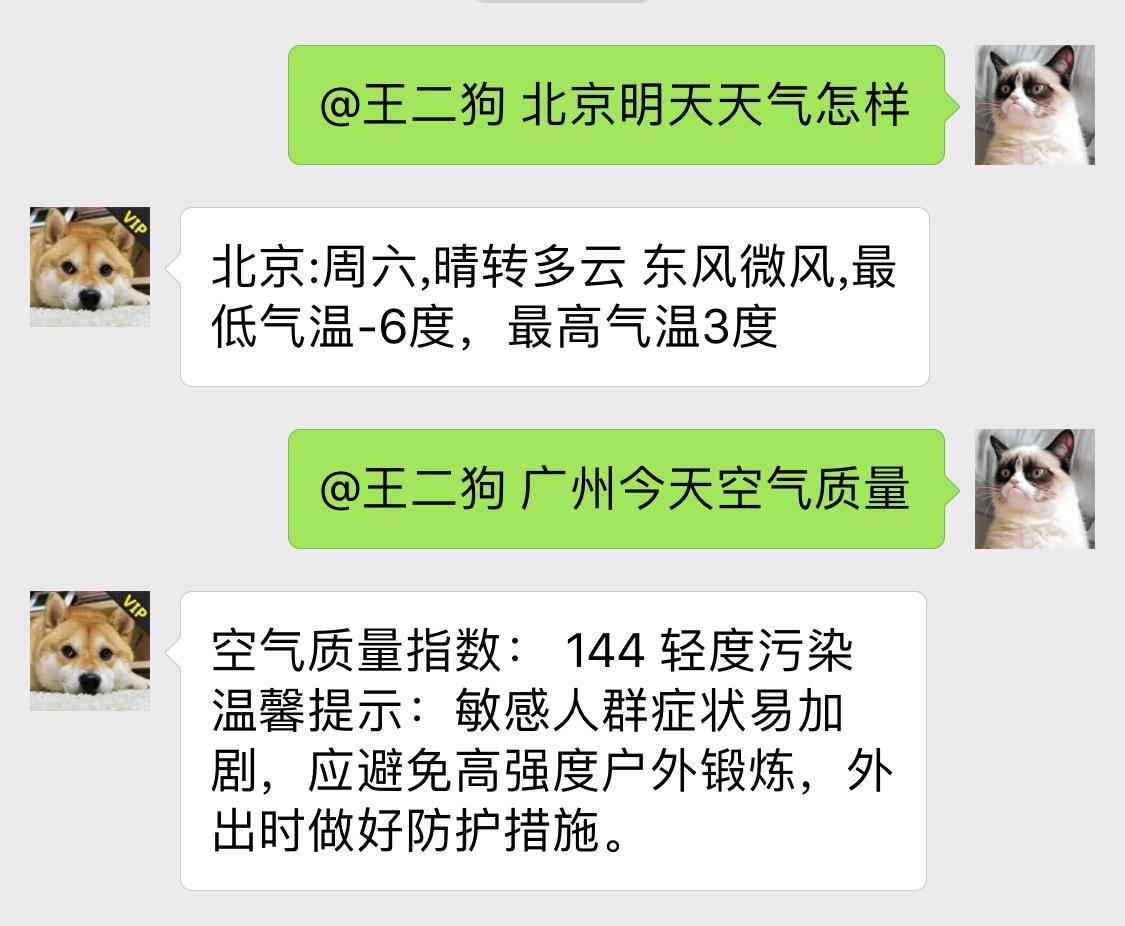 @王二狗 北京明天天气怎样
VIP
北京:周六,晴转多云 东风微风,最
低气温-6度，最高气温3度
@王二狗 广州今天空气质量
VIP
空气质量指数： 144 轻度污染
温馨提示：敏感人群症状易加
剧，应避免高强度户外锻炼，外
出时做好防护措施。